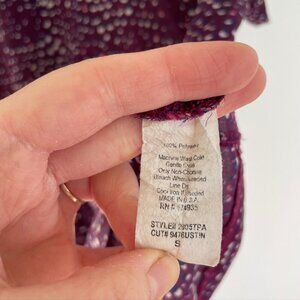 100% Polyester
Machine Wash Cold
Gentle Cycle
Only Non-Chlorine
Bleach When Needed
Line Dry
Cool Iron If Needed
MADE IN U.S.A.
RN#
STYLE#
CUT#
S